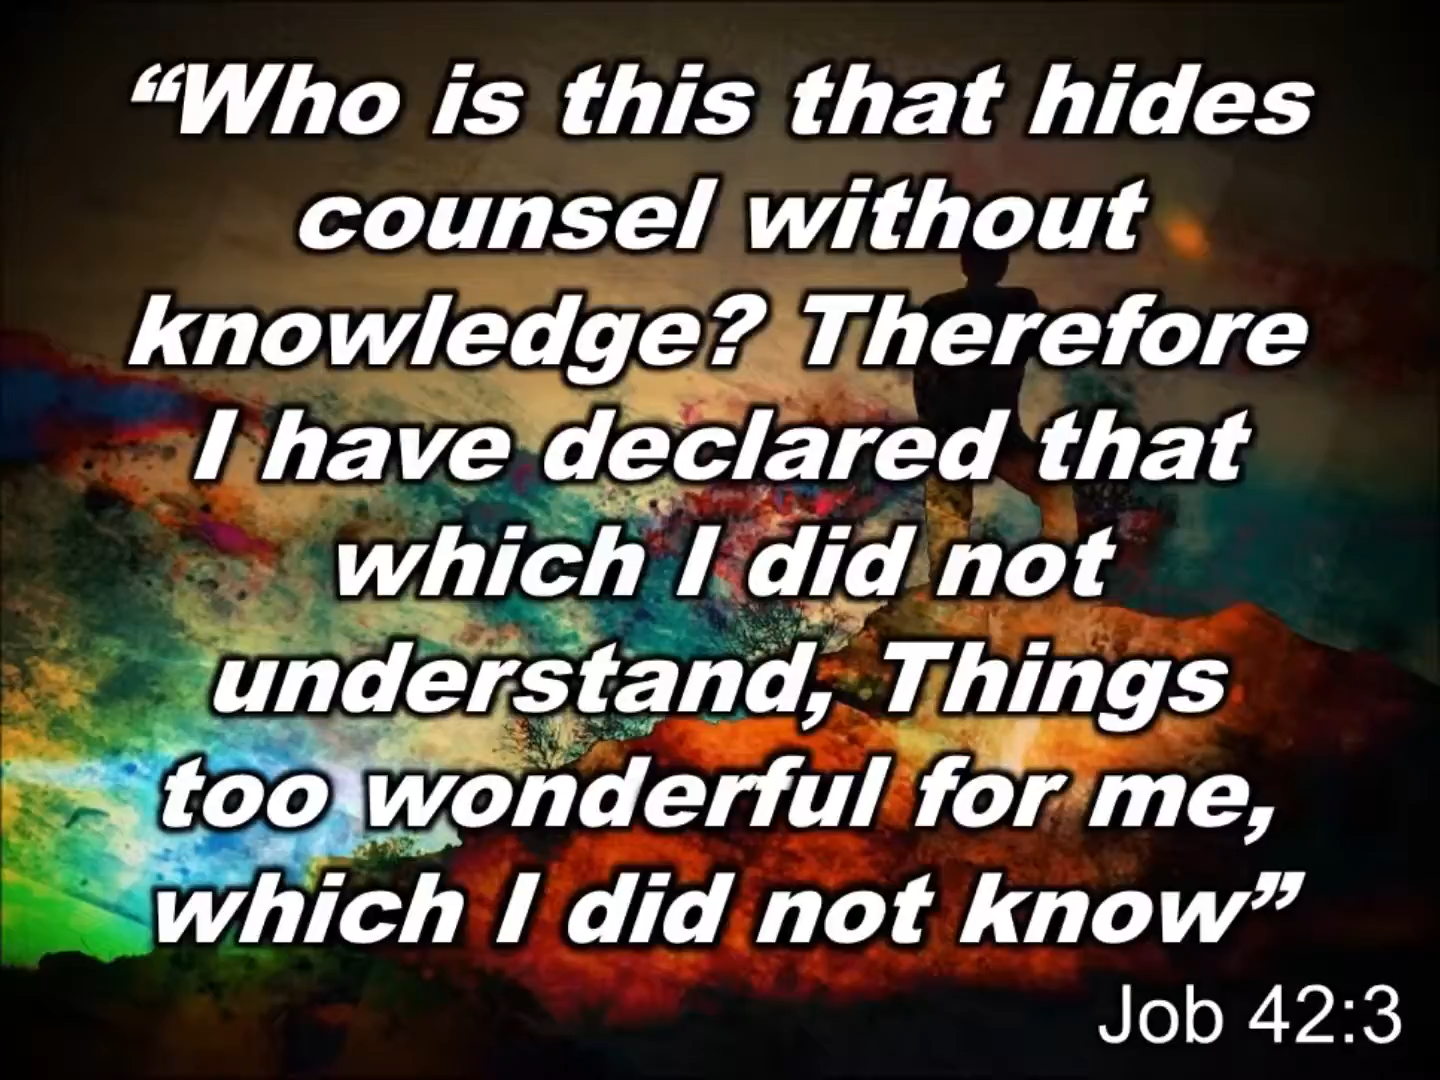 “Who is this that hides
counsel without
knowledge? Therefore
I have declared that
which I did not
understand, Things
too wonderful for me,
which I did not know”
Job 42:3